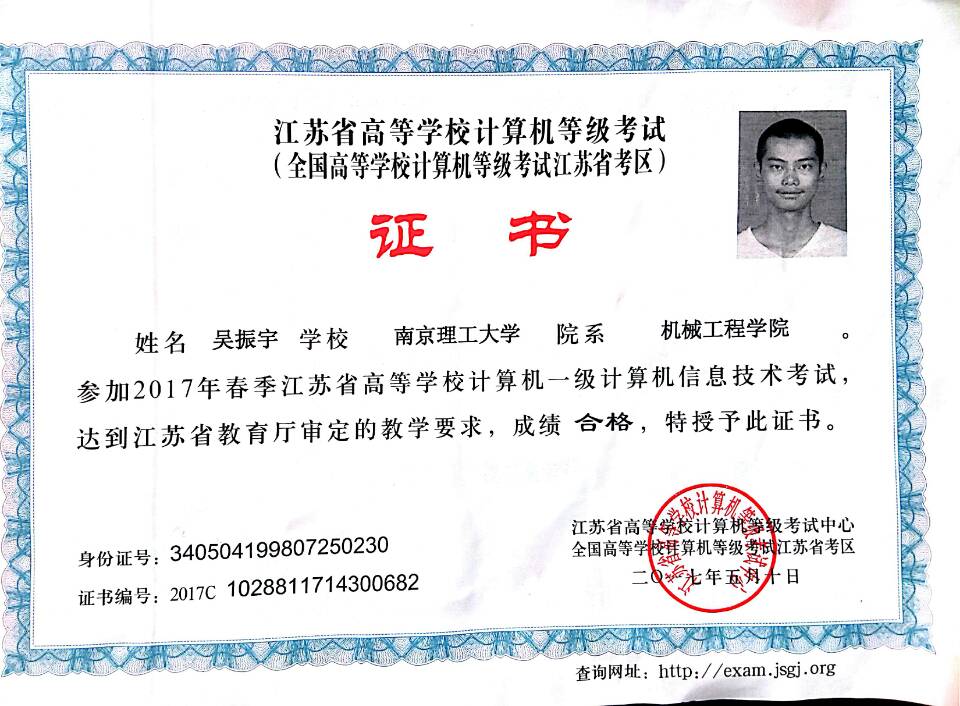 江苏省高等学校计算机等级考试
（全国高等学校计算机等级考试江苏省考区）
证 书
姓名 吴振宇 学校 南京理工大学 院系 机械工程学院 。
参加2017年春季江苏省高等学校计算机一级计算机信息技术考试，
达到江苏省教育厅审定的教学要求，成绩 合格，特授予此证书。
江苏省高等学校计算机等级考试中心
全国高等学校计算机等级考试江苏省考区
二〇一七年五月十日
江苏省高等学校计算机等级考试中心
身份证号：340504199807250230
证书编号：2017C 1028811714300682
查询网址：http://exam.jsgj.org